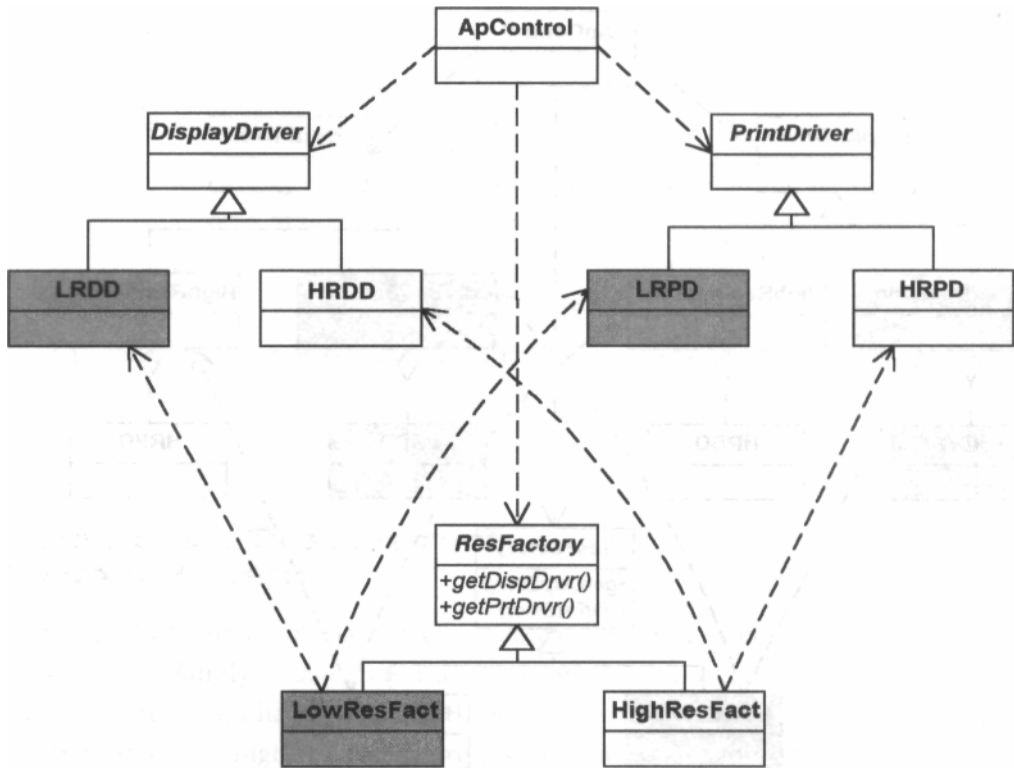 ApControl
DisplayDriver
PrintDriver
LRDD
HRDD
LRPD
HRPD
ResFactory
+getDispDrvr()
+getPrtDrvr()
LowResFact
HighResFact